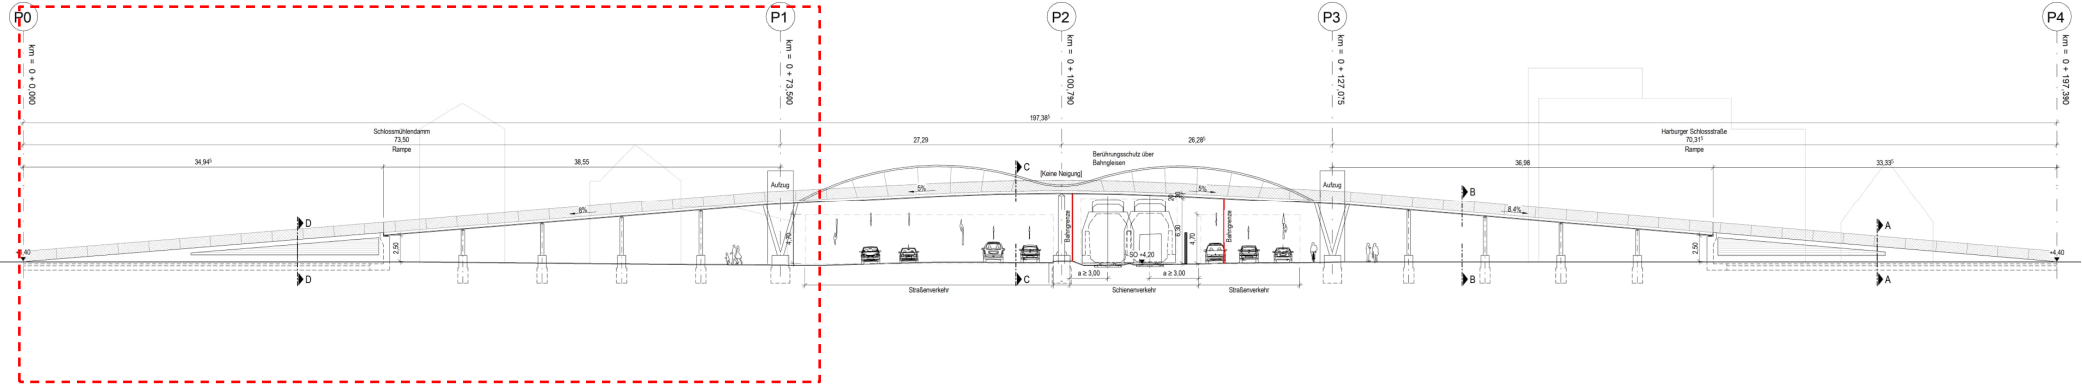 P0
P1
P2
P3
P4
km = 0 + 0,000
km = 0 + 73,500
km = 0 + 100,790
km = 0 + 127,075
km = 0 + 197,390
197,38⁵
Schlossmühlendamm
73,50
Rampe
27,29
26,28⁵
Harburger Schlossstraße
70,31⁵
Rampe
34,94⁵
38,55
36,98
33,33⁵
Berührungsschutz über
Bahngleisen
[Keine Neigung]
C
Aufzug
Aufzug
5%
5%
6%
8,4%
D
B
A
Bahngrenze
Bahngrenze
2,50
4,70
6,30
4,70
2,50
20
SO +4,20
+4,40
D
C
a ≥ 3,00
a ≥ 3,00
B
A
Straßenverkehr
Schienenverkehr
Straßenverkehr